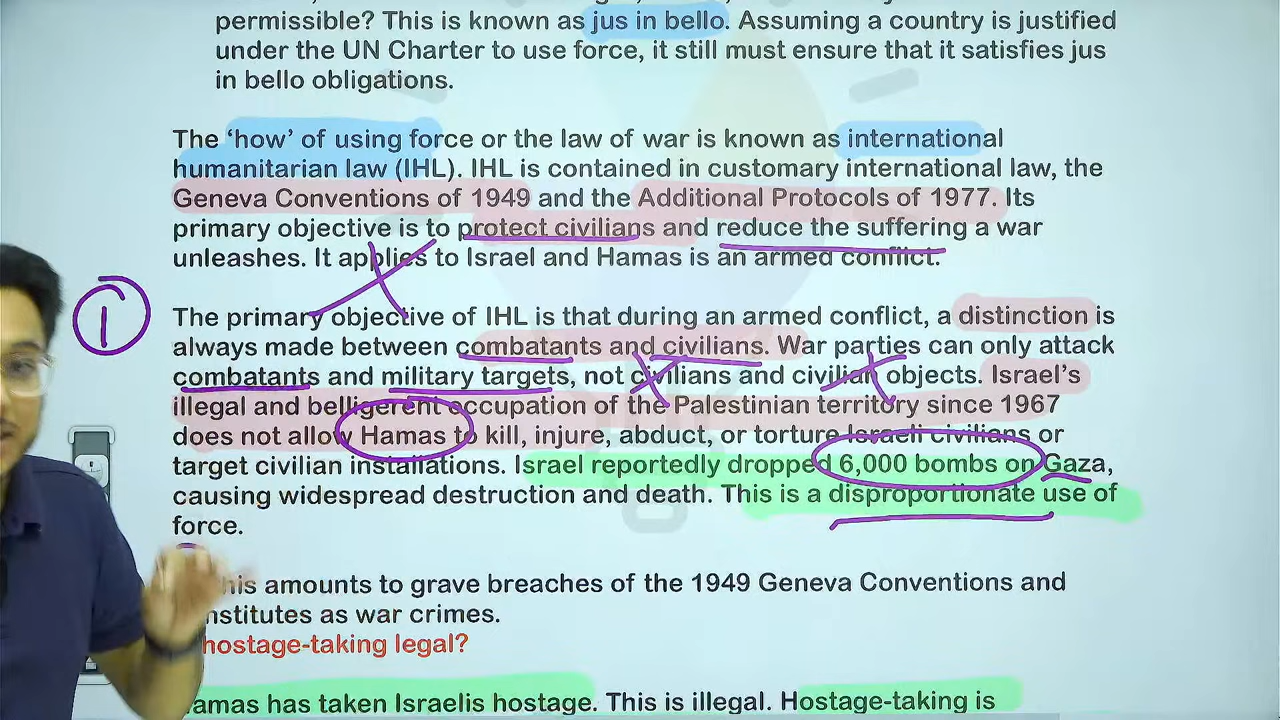 permissible? This is known as jus in bello. Assuming a country is justified
under the UN Charter to use force, it still must ensure that it satisfies jus
in bello obligations.
The ‘how’ of using force or the law of war is known as international
humanitarian law (IHL). IHL is contained in customary international law, the
Geneva Conventions of 1949 and the Additional Protocols of 1977. Its
primary objective is to protect civilians and reduce the suffering a war
unleashes. It applies to Israel and Hamas is an armed conflict.
1
The primary objective of IHL is that during an armed conflict, a distinction is
always made between combatants and civilians. War parties can only attack
combatants and military targets, not civilians and civilian objects. Israel’s
illegal and belligerent occupation of the Palestinian territory since 1967
does not allow Hamas to kill, injure, abduct, or torture Israeli civilians or
target civilian installations. Israel reportedly dropped 6,000 bombs on Gaza,
causing widespread destruction and death. This is a disproportionate use of
force.
amounts to grave breaches of the 1949 Geneva Conventions and
as war crimes.
hostage-taking legal?
has taken Israelis hostage. This is illegal. Hostage-taking is